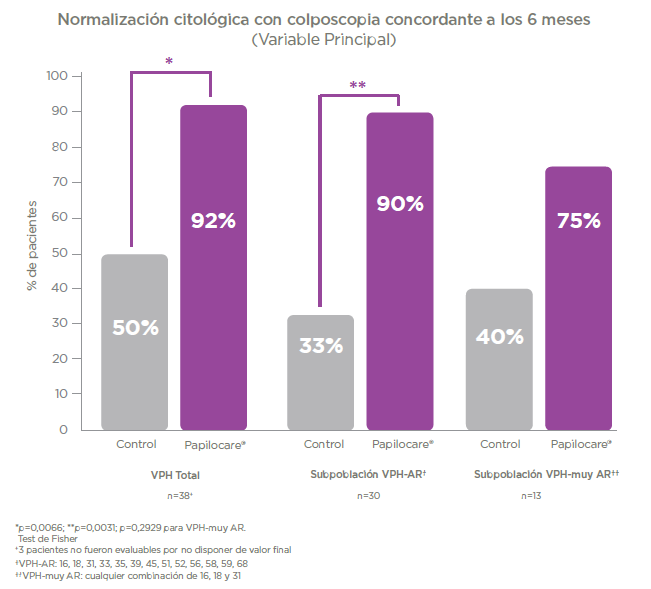 Normalización citológica con colposcopia concordante a los 6 meses
(Variable Principal)
*
**
100
90
80
70
60
50
40
30
20
10
0
% de pacientes
50%
92%
33%
90%
40%
75%
Control
Papilocare®
Control
Papilocare®
Control
Papilocare®
VPH Total
Subpoblación VPH-AR‡
Subpoblación VPH-muy AR‡‡
n=38⁺
n=30
n=13
*p=0,0066; **p=0,0031; p=0,2929 para VPH-muy AR.
Test de Fisher
⁺3 pacientes no fueron evaluables por no disponer de valor final
‡VPH-AR: 16, 18, 31, 33, 35, 39, 45, 51, 52, 56, 58, 59, 68
‡‡VPH-muy AR: cualquier combinación de 16, 18 y 31